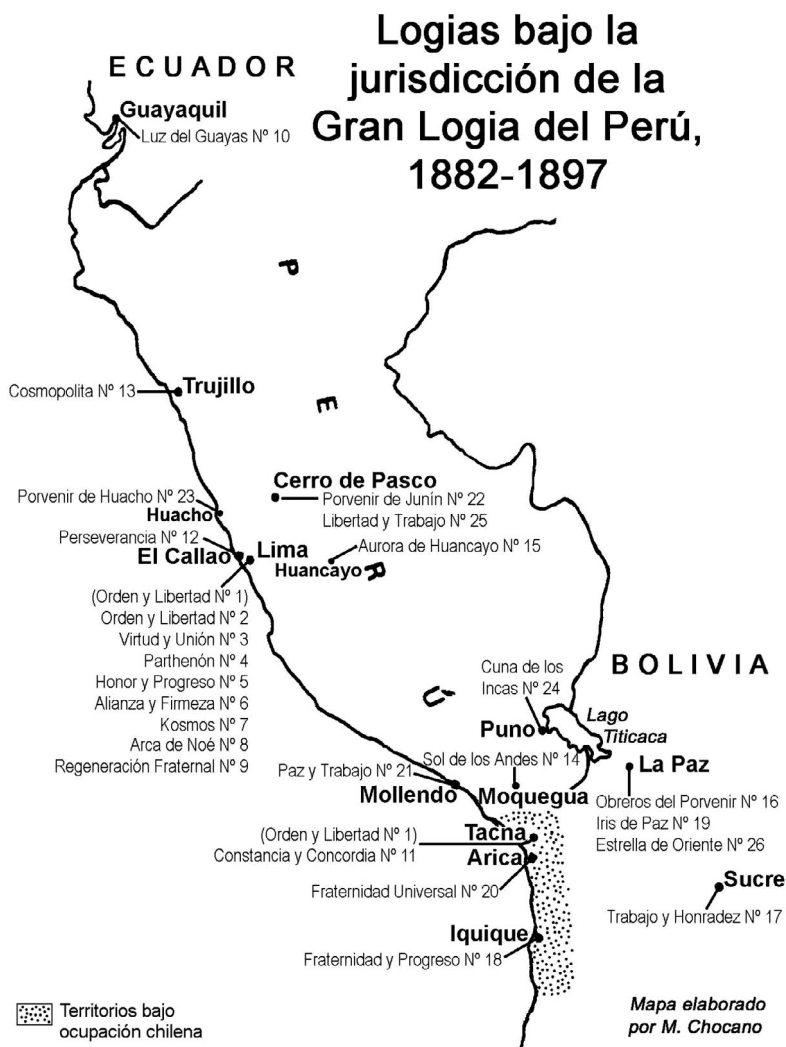 Logias bajo la
jurisdicción de la
Gran Logia del Perú,
1882-1897
ECUADOR
Guayaquil
Luz del Guayas Nº 10
PERÚ
Cosmopolita Nº 13
Trujillo
Cerro de Pasco
Porvenir de Junín Nº 22
Libertad y Trabajo Nº 25
Porvenir de Huacho Nº 23
Huacho
Perseverancia Nº 12
El Callao
Lima
Aurora de Huancayo Nº 15
Huancayo
(Orden y Libertad Nº 1)
Orden y Libertad Nº 2
Virtud y Unión Nº 3
Parthenón Nº 4
Honor y Progreso Nº 5
Alianza y Firmeza Nº 6
Kosmos Nº 7
Arca de Noé Nº 8
Regeneración Fraternal Nº 9
BOLIVIA
Cuna de los
Incas Nº 24
Puno
Lago
Titicaca
Sol de los Andes Nº 14
Moquegua
Paz y Trabajo Nº 21
Mollendo
La Paz
Obreros del Porvenir Nº 16
Iris de Paz Nº 19
Estrella de Oriente Nº 26
(Orden y Libertad Nº 1)
Constancia y Concordia Nº 11
Tacna
Arica
Fraternidad Universal Nº 20
Sucre
Trabajo y Honradez Nº 17
Iquique
Fraternidad y Progreso Nº 18
Territorios bajo
ocupación chilena
Mapa elaborado
por M. Chocano